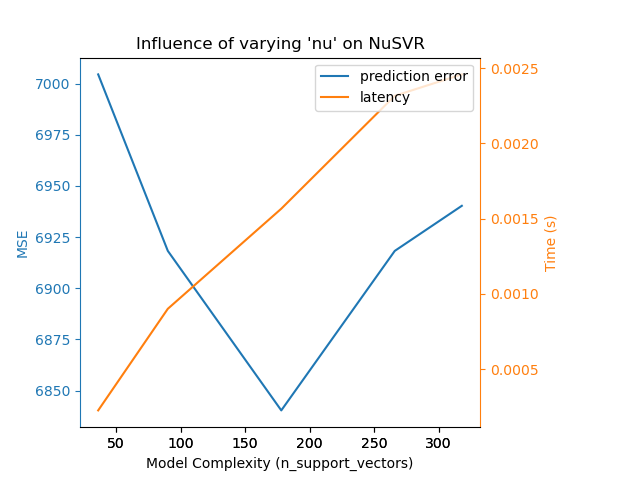 Influence of varying 'nu' on NuSVR
prediction error
latency
7000
6975
6950
6925
6900
6875
6850
MSE
0.0025
0.0020
0.0015
0.0010
0.0005
Time (s)
50 100 150 200 250 300
Model Complexity (n_support_vectors)